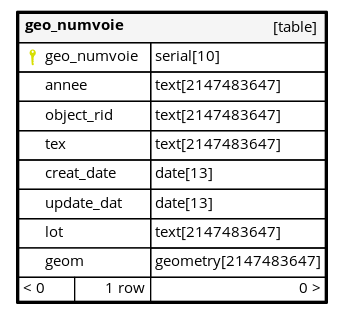 geo_numvoie [table]
geo_numvoie serial[10]
annee text[2147483647]
object_rid text[2147483647]
tex text[2147483647]
creat_date date[13]
update_dat date[13]
lot text[2147483647]
geom geometry[2147483647]
< 0 1 row 0 >